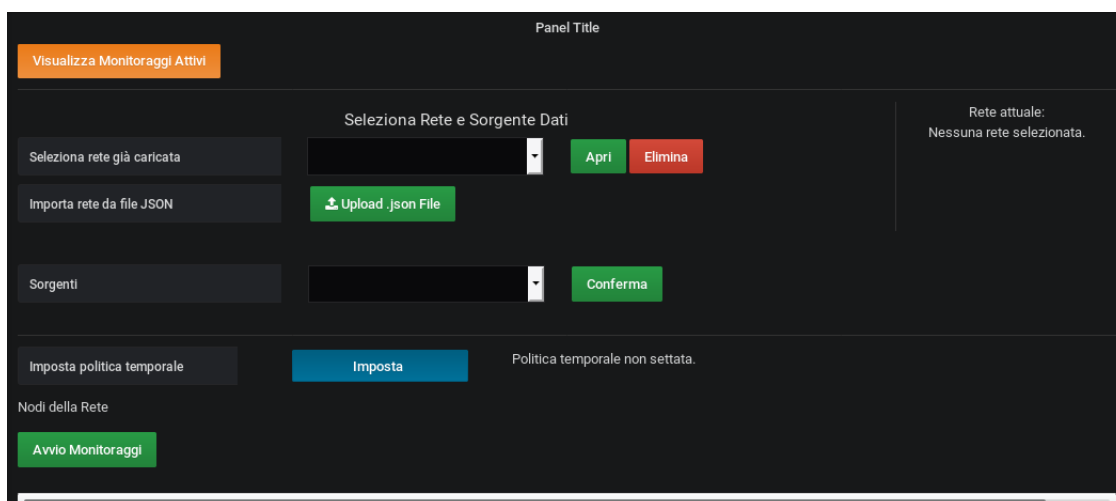 Panel Title
Visualizza Monitoraggi Attivi
Seleziona Rete e Sorgente Dati
Rete attuale:
Nessuna rete selezionata.
Seleziona rete già caricata
Apri
Elimina
Importa rete da file JSON
Upload .json File
Sorgenti
Conferma
Imposta politica temporale
Imposta
Politica temporale non settata.
Nodi della Rete
Avvio Monitoraggi